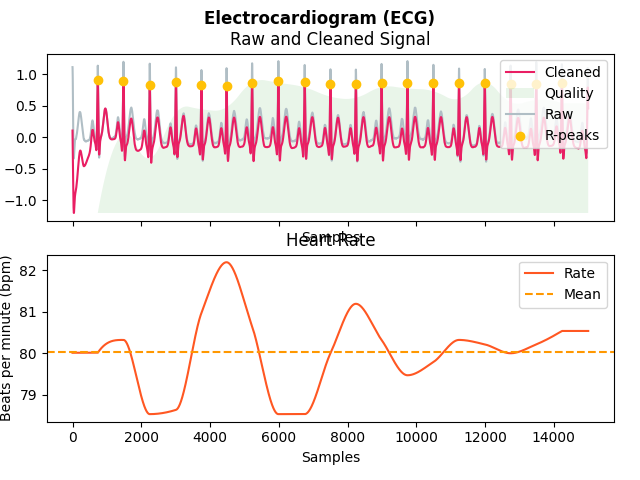 Electrocardiogram (ECG)
Raw and Cleaned Signal
1.0
0.5
0.0
−0.5
−1.0
Cleaned
Quality
Raw
R-peaks
Samples
Heart Rate
82
81
80
79
Beats per minute (bpm)
Rate
Mean
0 2000 4000 6000 8000 10000 12000 14000
Samples